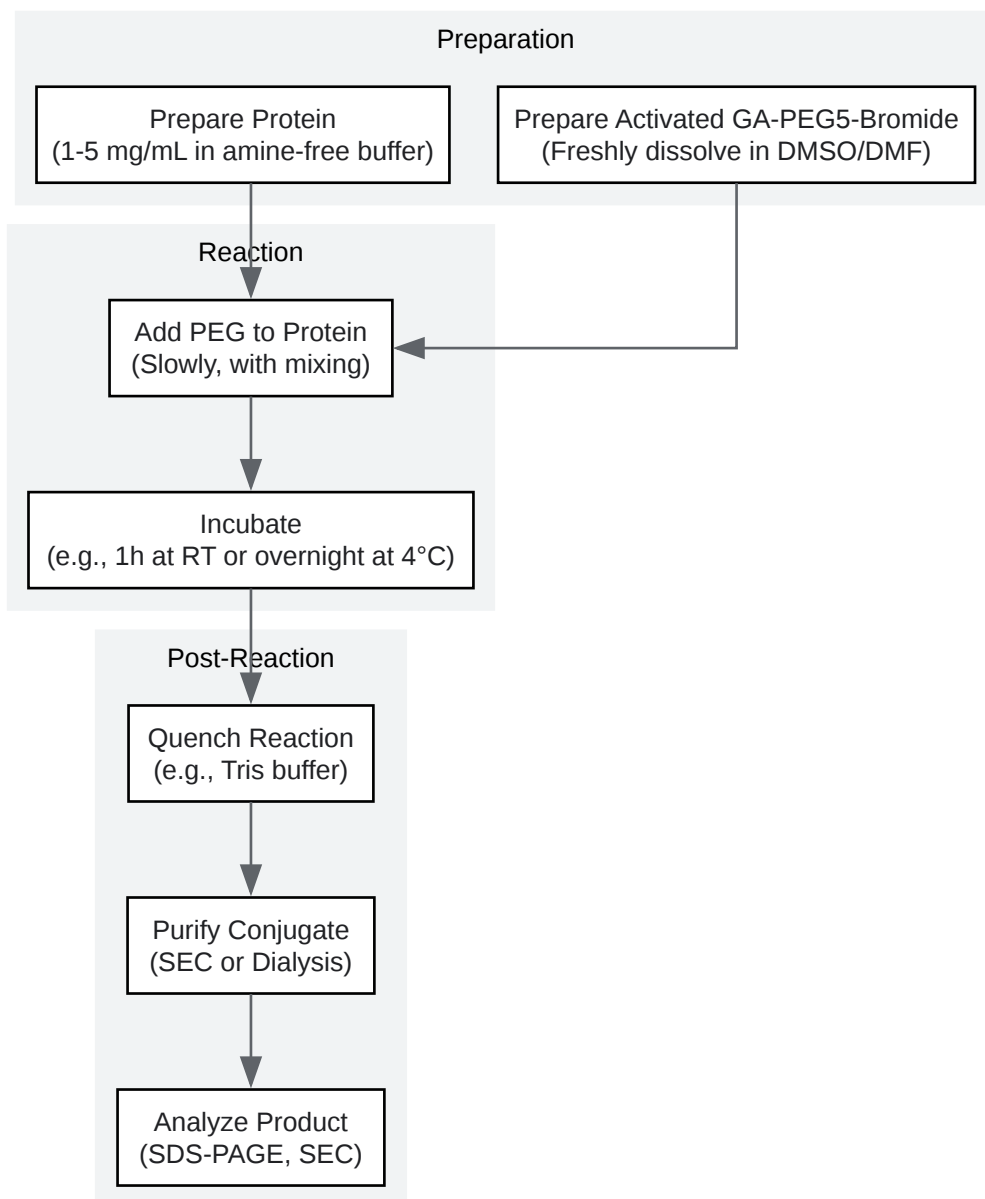 Preparation
Prepare Protein
(1-5 mg/mL in amine-free buffer)
Prepare Activated GA-PEG5-Bromide
(Freshly dissolve in DMSO/DMF)
Reaction
Add PEG to Protein
(Slowly, with mixing)
Incubate
(e.g., 1h at RT or overnight at 4°C)
Post-Reaction
Quench Reaction
(e.g., Tris buffer)
Purify Conjugate
(SEC or Dialysis)
Analyze Product
(SDS-PAGE, SEC)